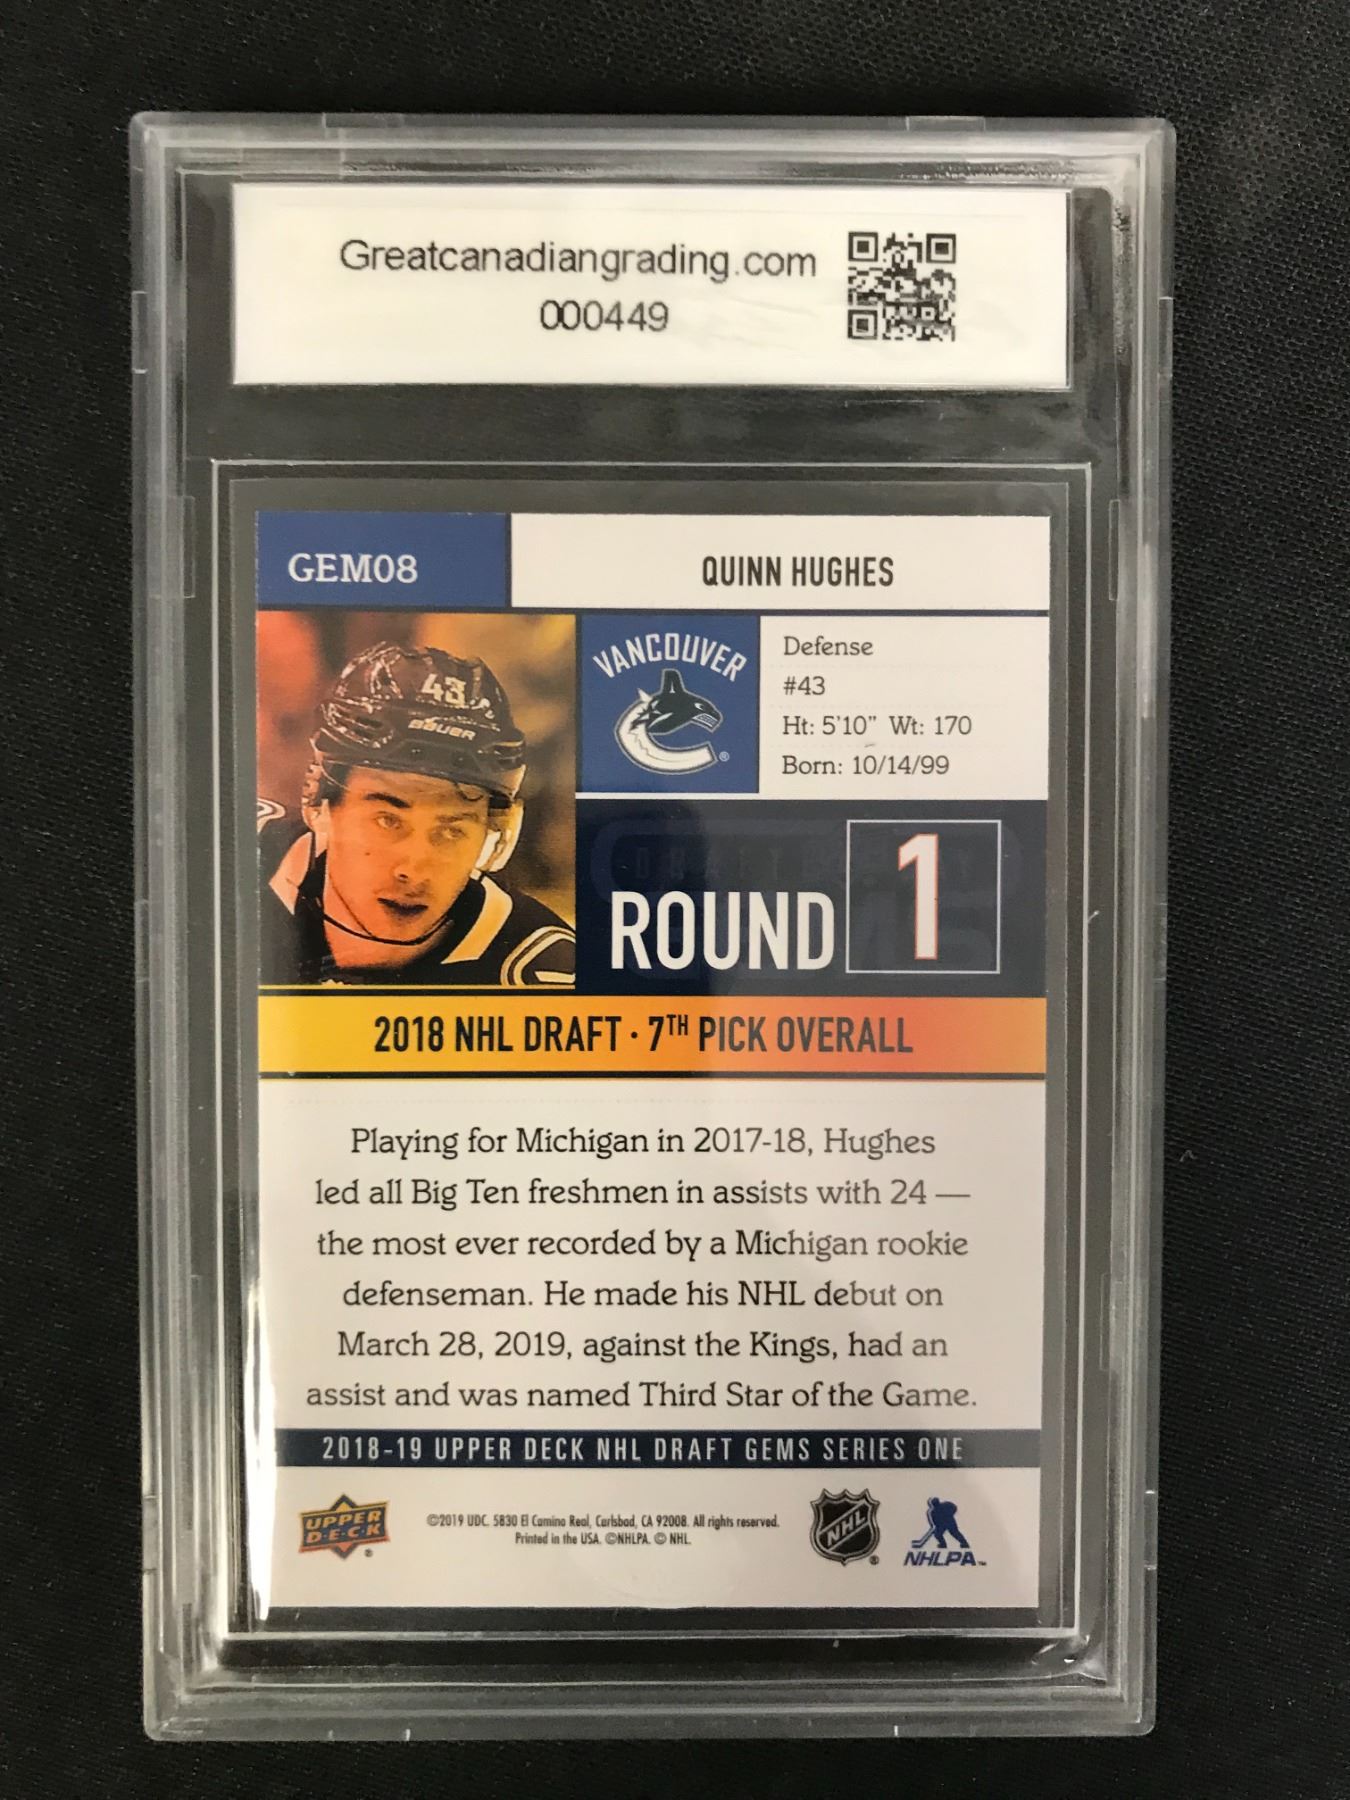 Greatcanadiangrading.com
000449
GEM08
QUINN HUGHES
43
BAUER
VANCOUVER
®
Defense
#43
Ht: 5'10" Wt: 170
Born: 10/14/99
ROUND 1
2018 NHL DRAFT · 7TH PICK OVERALL
Playing for Michigan in 2017-18, Hughes
led all Big Ten freshmen in assists with 24 —
the most ever recorded by a Michigan rookie
defenseman. He made his NHL debut on
March 28, 2019, against the Kings, had an
assist and was named Third Star of the Game.
2018-19 UPPER DECK NHL DRAFT GEMS SERIES ONE
UPPER
D·E·C·K
®
©2019 UDC. 5830 El Camino Real, Carlsbad, CA 92008. All rights reserved.
Printed in the USA. ©NHLPA. © NHL.
NHL
®
NHLPA™